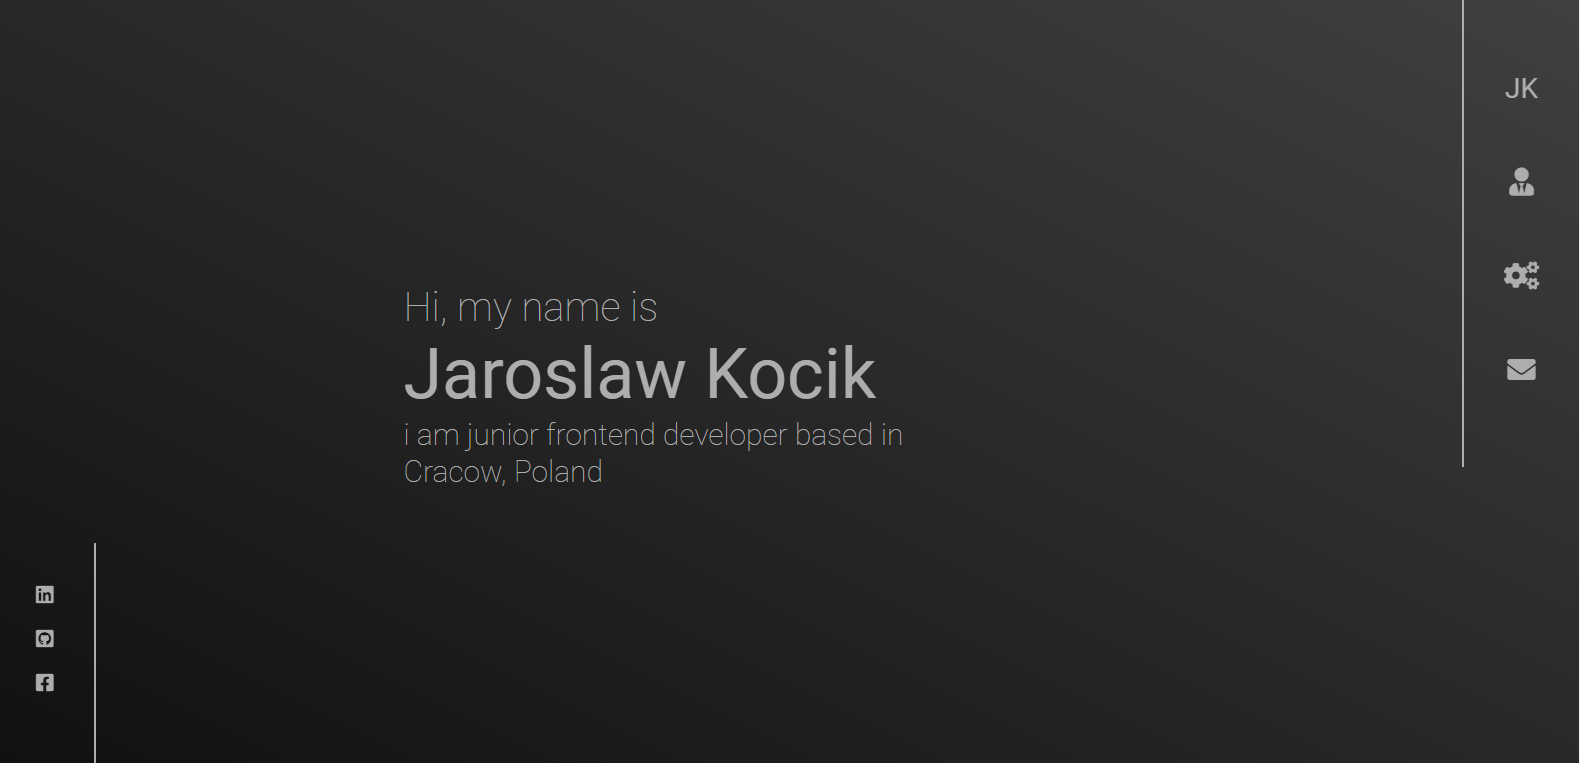 JK
Hi, my name is
Jaroslaw Kocik
i am junior frontend developer based in
Cracow, Poland